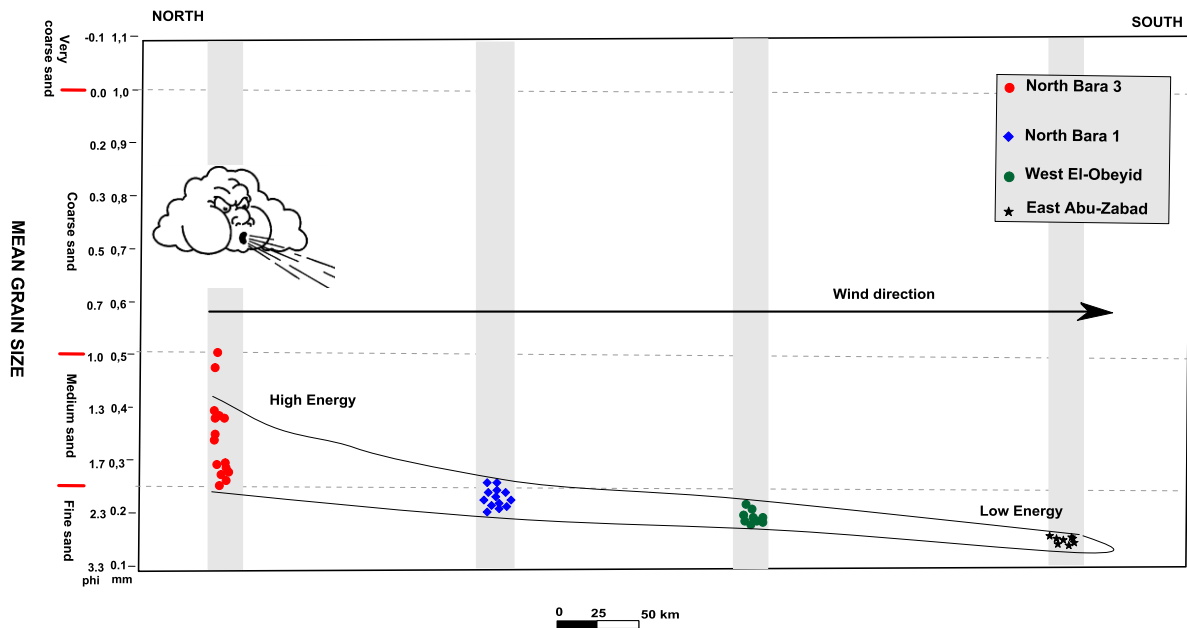 NORTH
SOUTH
MEAN GRAIN SIZE
Very
coarse sand
Coarse sand
Medium sand
Fine sand
-0.1 1,1
0.0 1,0
0.2 0,9
0.3 0,8
0.5 0,7
0.7 0,6
1.0 0,5
1.3 0,4
1.7 0,3
2.3 0.2
3.3 0.1
phi mm
North Bara 3
North Bara 1
West El-Obeyid
East Abu-Zabad
Wind direction
High Energy
Low Energy
0 25 50 km